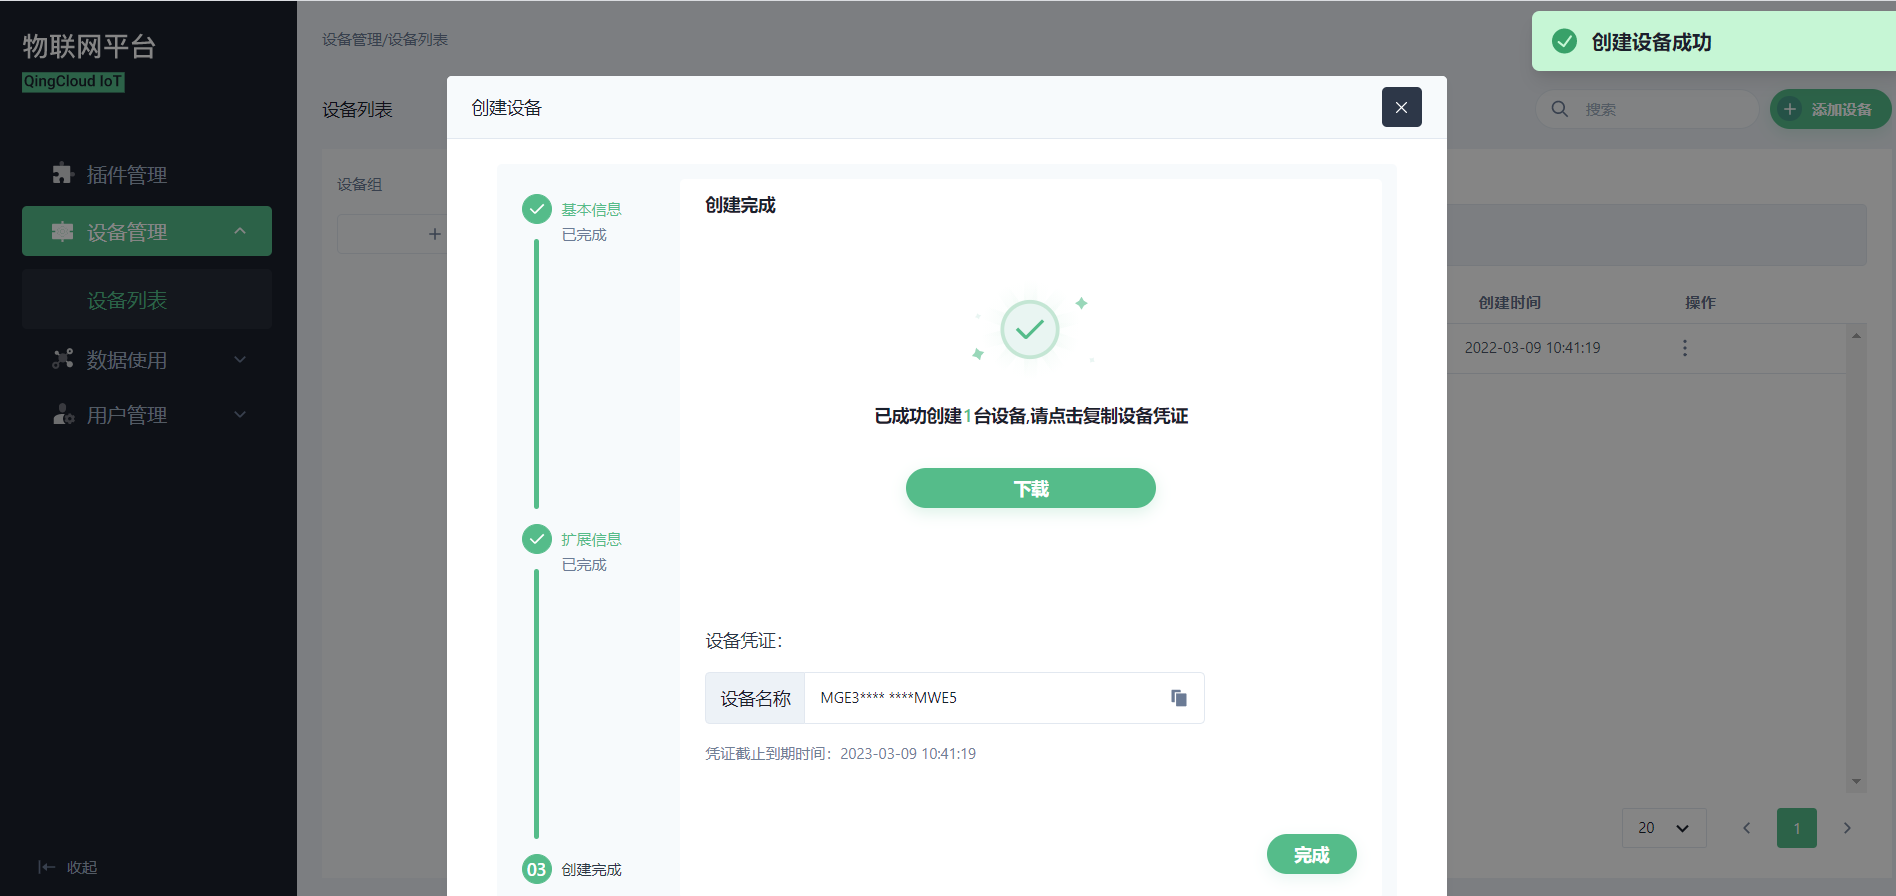 物联网平台
QingCloud IoT
插件管理
设备管理
设备列表
数据使用
用户管理
收起
设备管理/设备列表
设备列表
创建设备成功
搜索
添加设备
设备组
创建时间
操作
2022-03-09 10:41:19
20
1
创建设备
基本信息
已完成
扩展信息
已完成
03
创建完成
创建完成
已成功创建1台设备,请点击复制设备凭证
下载
设备凭证：
设备名称
MGE3**** ****MWE5
凭证截止到期时间：2023-03-09 10:41:19
完成